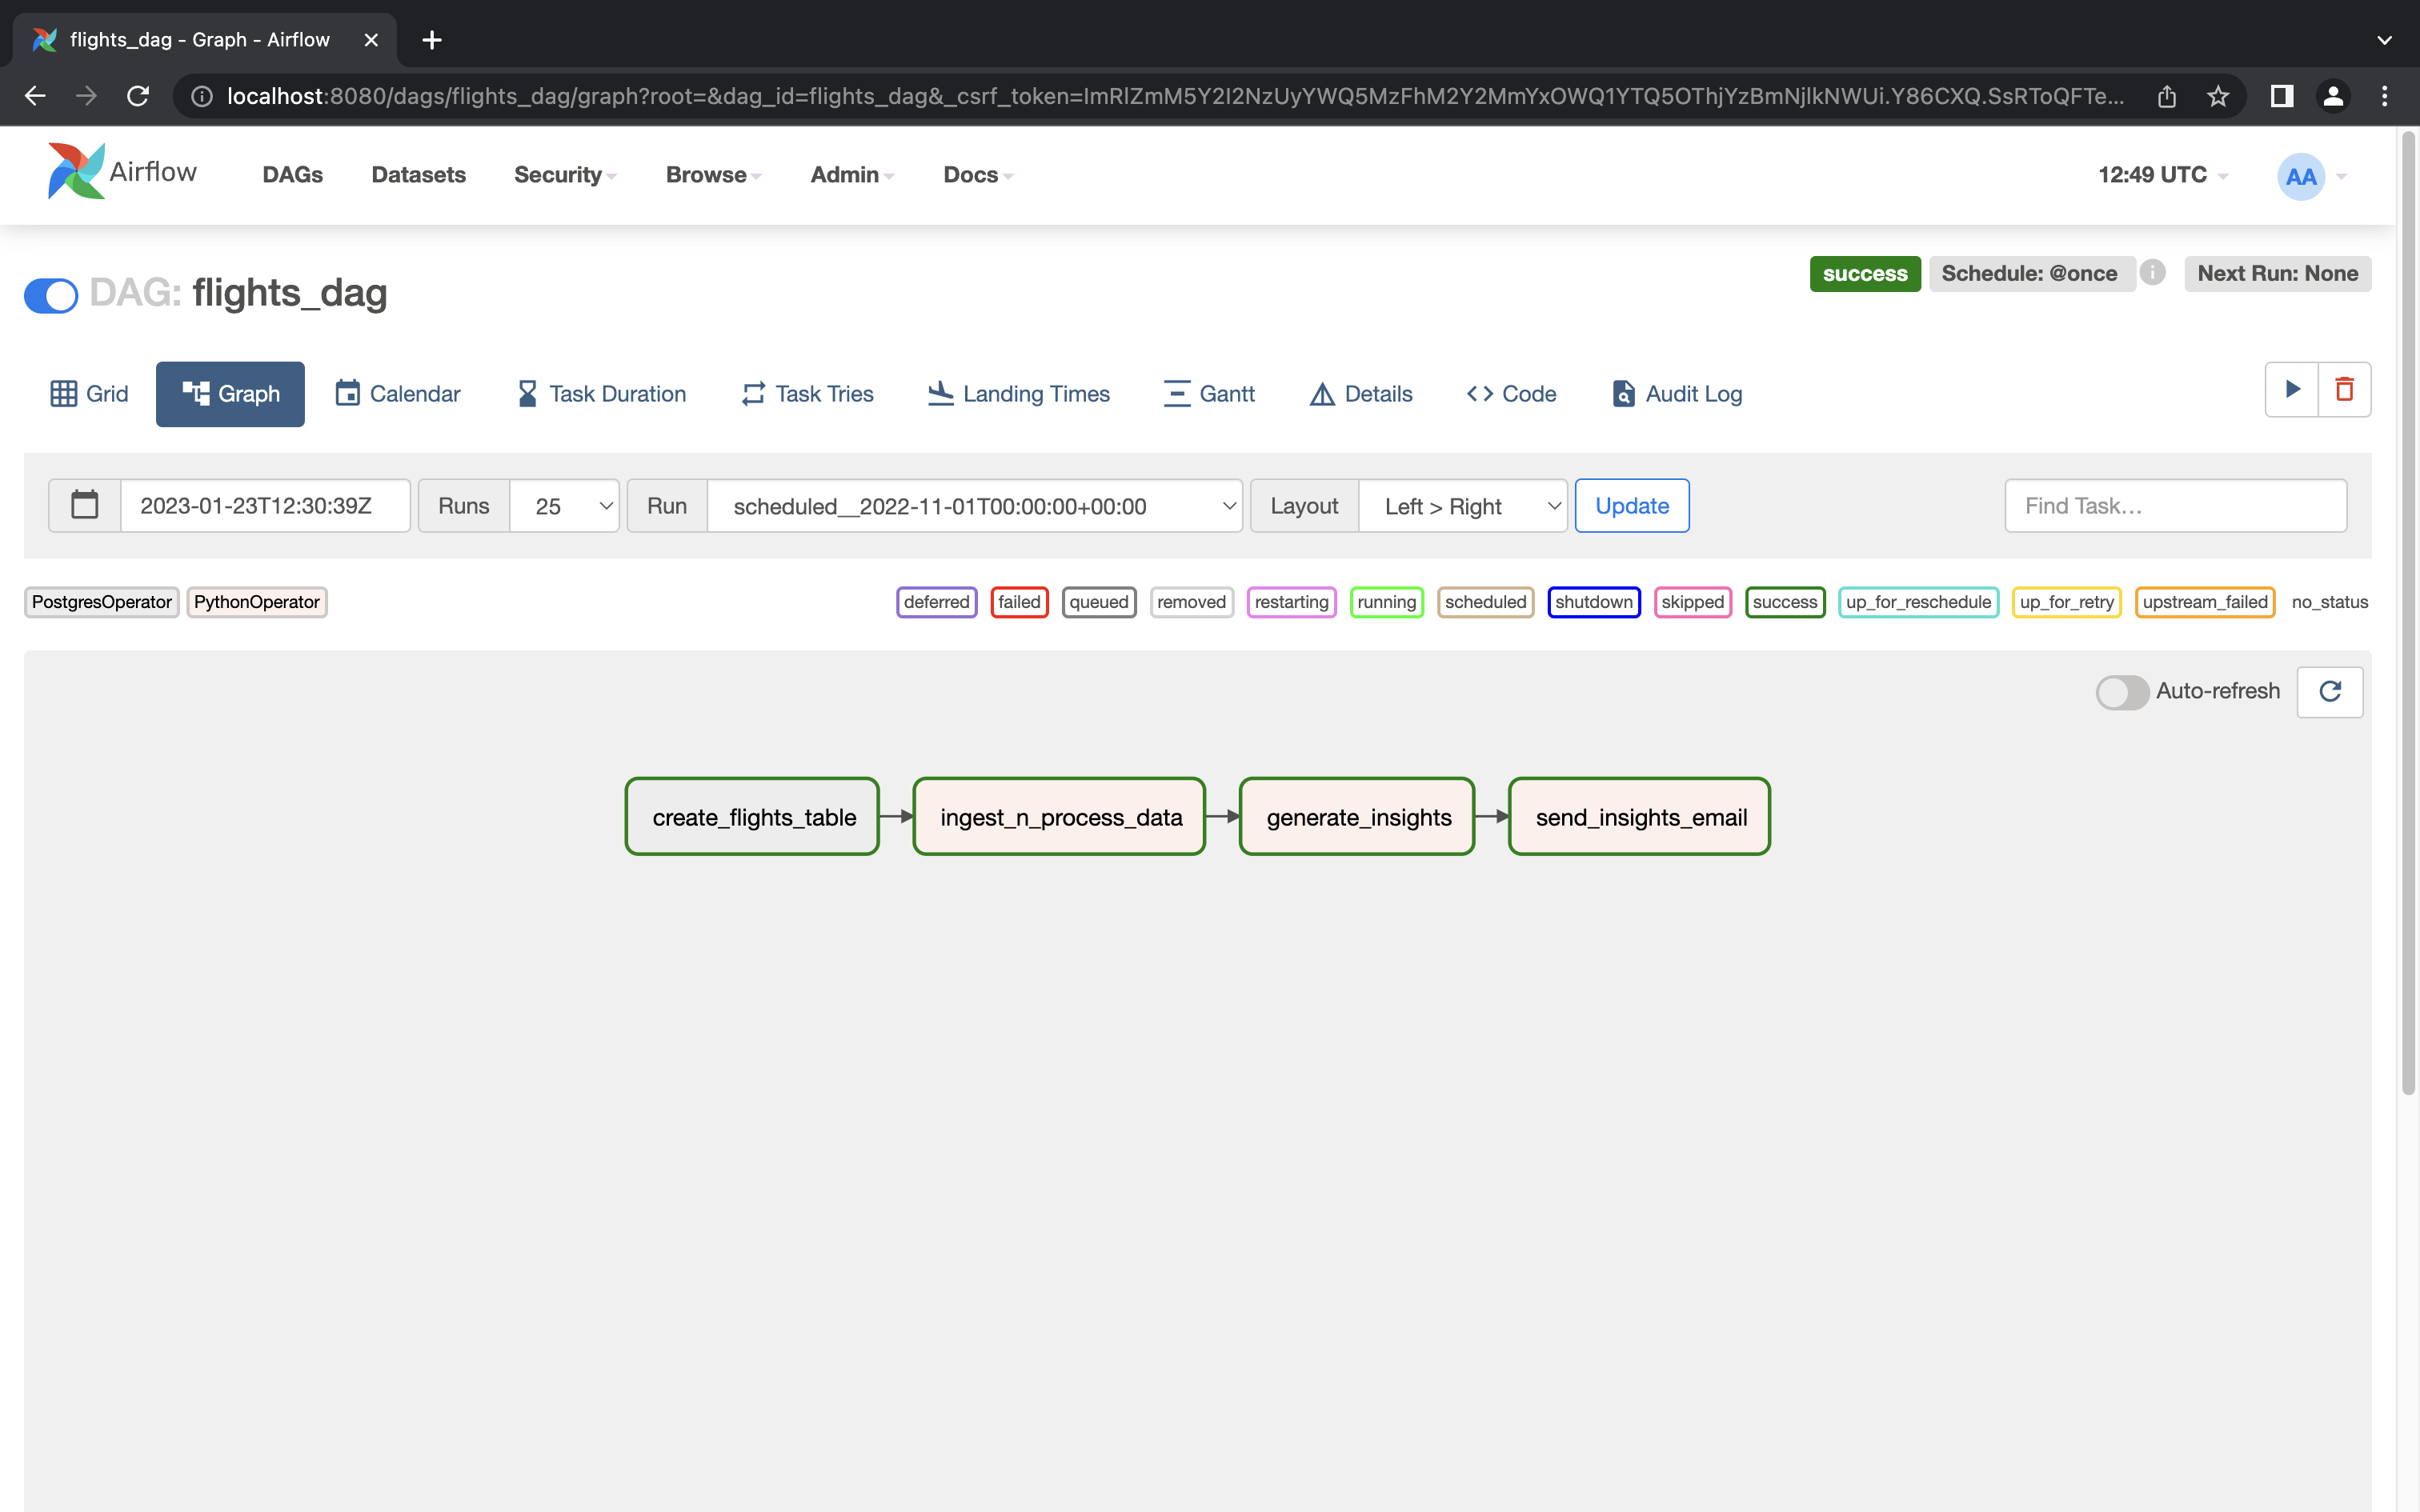 flights_dag - Graph - Airflow
localhost:8080/dags/flights_dag/graph?root=&dag_id=flights_dag&_csrf_token=ImRlZmM5Y2I2NzUyYWQ5MzFhM2Y2MmYxOWQ1YTQ5OThjYzBmNjlkNWUi.Y86CXQ.SsRToQFTe...
Airflow DAGs Datasets Security Browse Admin Docs 12:49 UTC AA
DAG: flights_dag success Schedule: @once Next Run: None
Grid Graph Calendar Task Duration Task Tries Landing Times Gantt Details Code Audit Log
2023-01-23T12:30:39Z Runs 25 Run scheduled__2022-11-01T00:00:00+00:00 Layout Left > Right Update Find Task...
PostgresOperator PythonOperator deferred failed queued removed restarting running scheduled shutdown skipped success up_for_reschedule up_for_retry upstream_failed no_status
Auto-refresh
create_flights_table ingest_n_process_data generate_insights send_insights_email